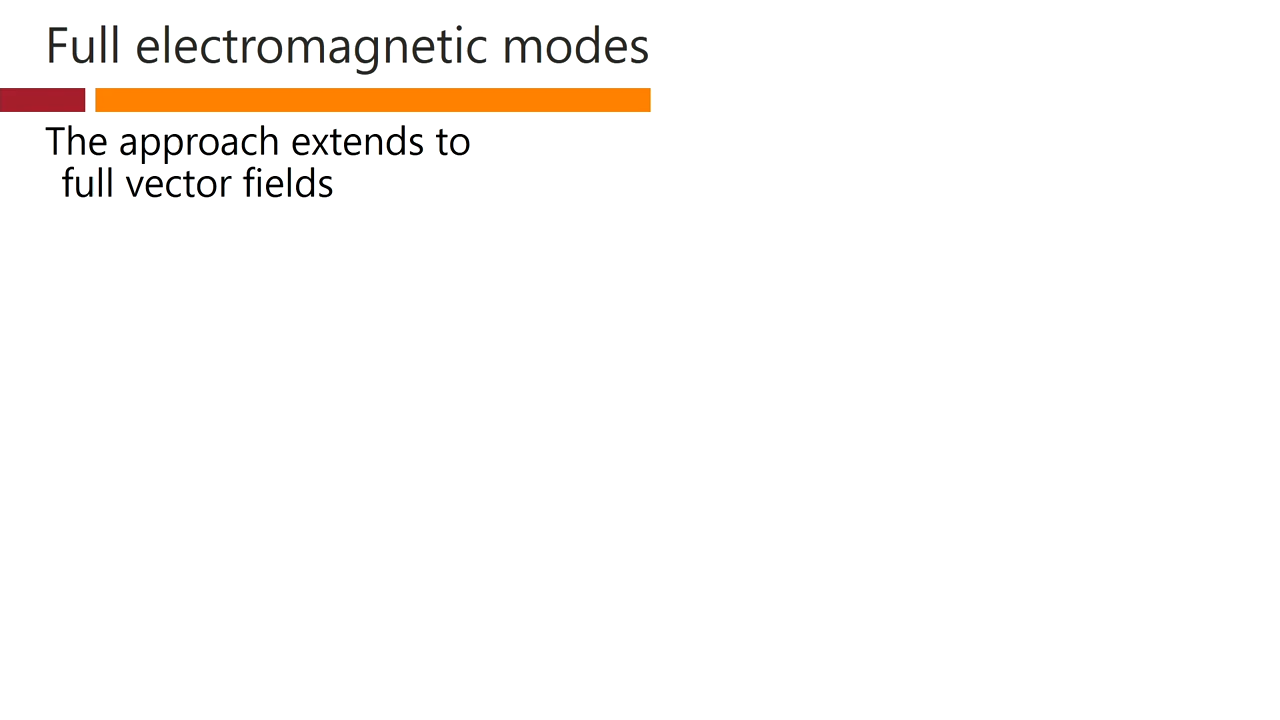 Full electromagnetic modes
The approach extends to
full vector fields